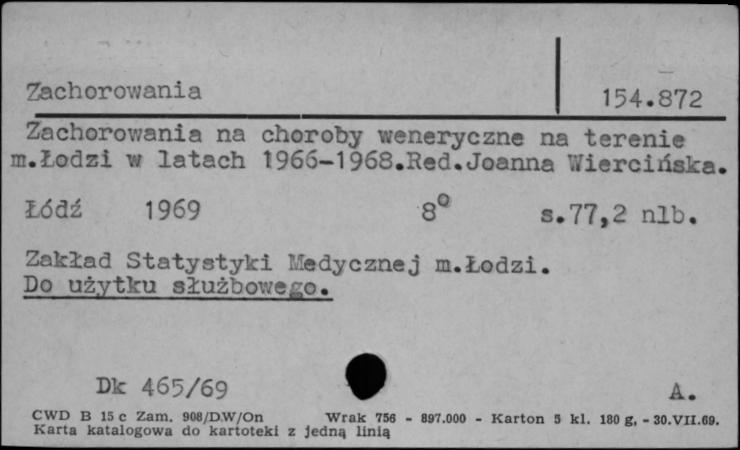 Zachorowania 154.872
Zachorowania na choroby weneryczne na terenie
m.Łodzi w latach 1966-1968.Red.Joanna Wiercińska.
Łódź 1969 8° s.77,2 nlb.
Zakład Statystyki Medycznej m.Łodzi.
Do użytku służbowego.
Dk 465/69 A.
CWD B 15 c Zam. 908/D.W/On Wrak 756 - 897.000 - Karton 5 kl. 180 g, - 30.VII.69.
Karta katalogowa do kartoteki z jedną linią